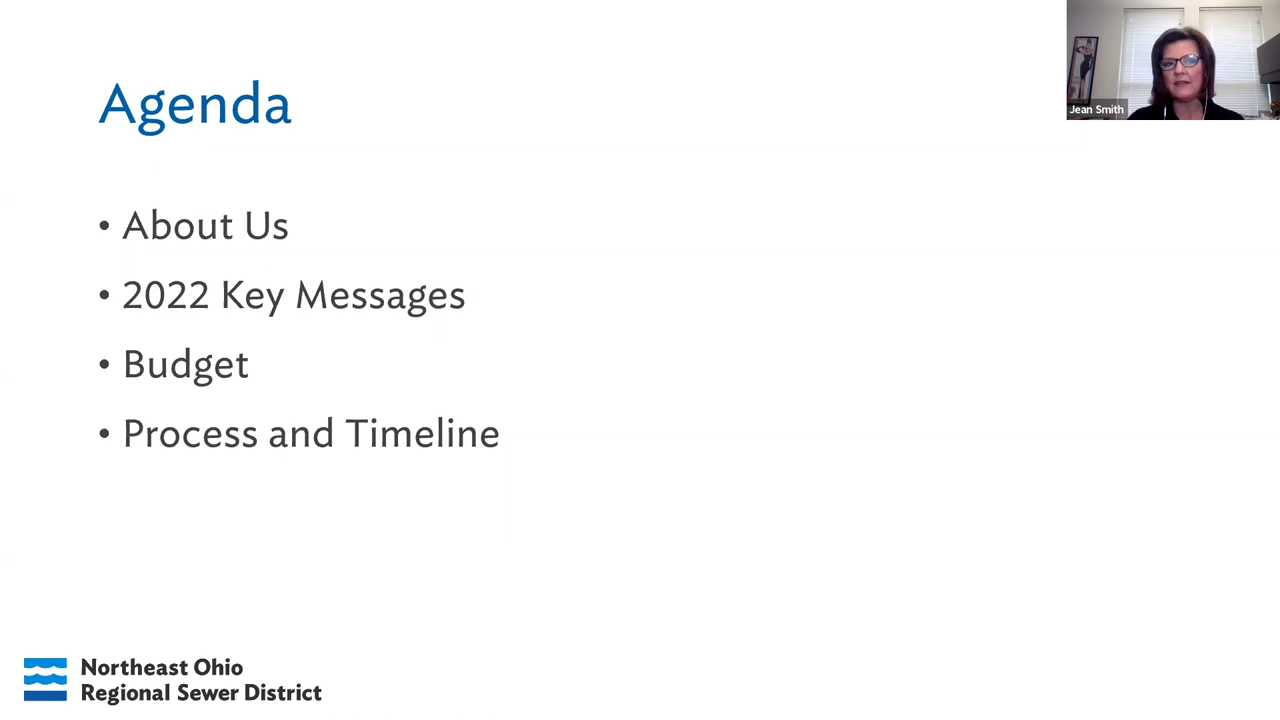 Agenda
• About Us
• 2022 Key Messages
• Budget
• Process and Timeline
Jean Smith
Northeast Ohio
Regional Sewer District